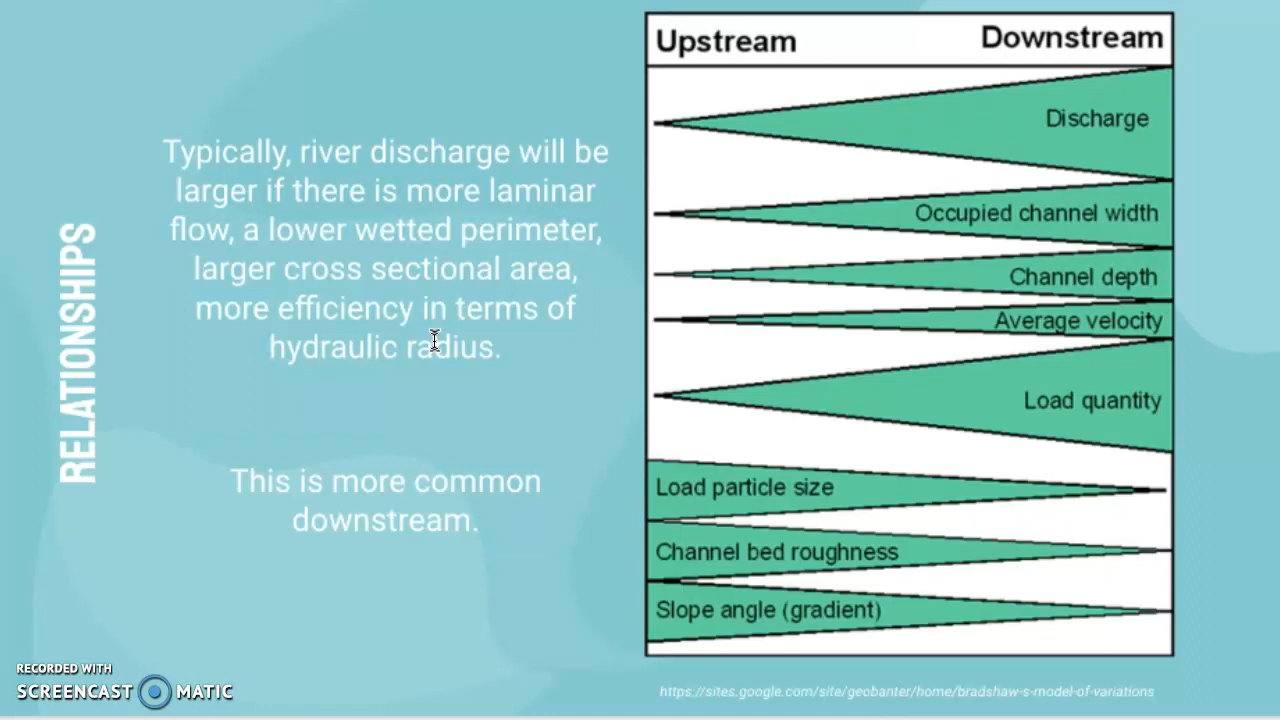 RELATIONSHIPS
Typically, river discharge will be
larger if there is more laminar
flow, a lower wetted perimeter,
larger cross sectional area,
more efficiency in terms of
hydraulic radius.
This is more common
downstream.
Upstream Downstream
Discharge
Occupied channel width
Channel depth
Average velocity
Load quantity
Load particle size
Channel bed roughness
Slope angle (gradient)
https://sites.google.com/site/geobanter/home/bradshaw-s-model-of-variations
RECORDED WITH
SCREENCAST MATIC